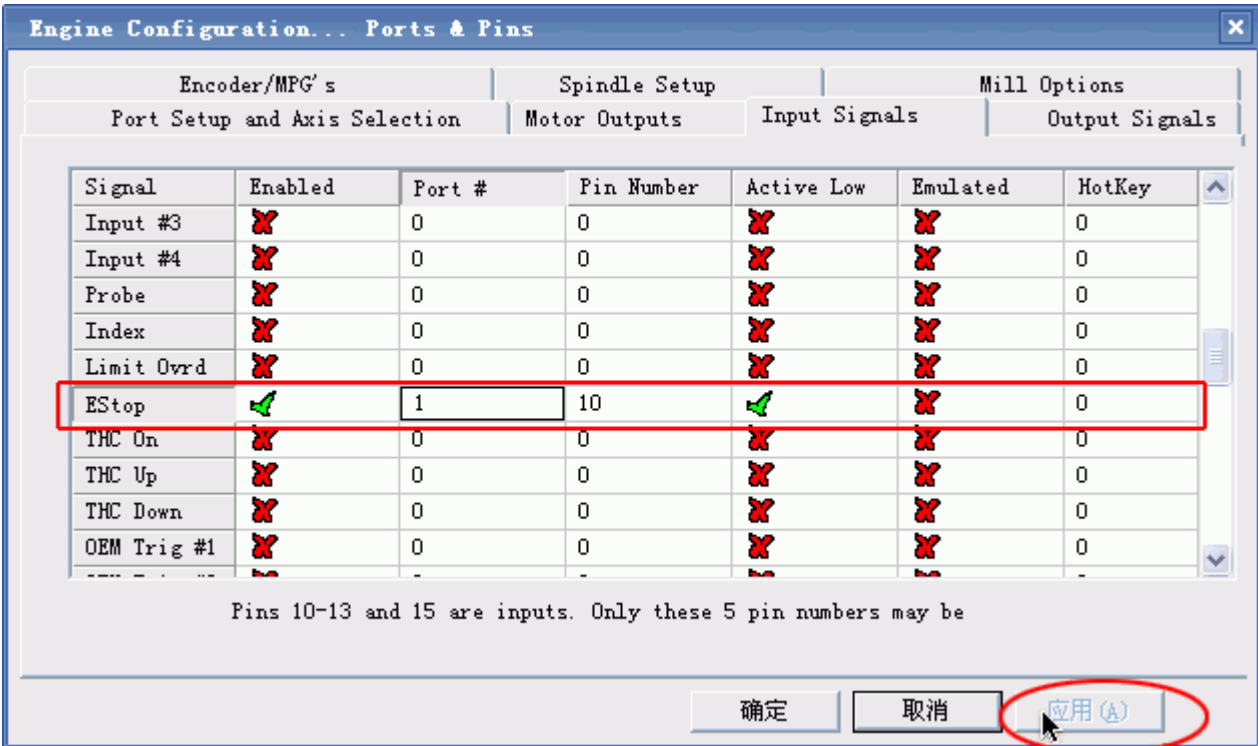 Engine Configuration... Ports & Pins
Encoder/MPG's Spindle Setup Mill Options
Port Setup and Axis Selection Motor Outputs Input Signals Output Signals
Signal Enabled Port # Pin Number Active Low Emulated HotKey
Input #3 0 0 0
Input #4 0 0 0
Probe 0 0 0
Index 0 0 0
Limit Ovrd 0 0 0
EStop 1 10 0
THC On 0 0 0
THC Up 0 0 0
THC Down 0 0 0
OEM Trig #1 0 0 0
Pins 10-13 and 15 are inputs. Only these 5 pin numbers may be
确定 取消 应用(A)